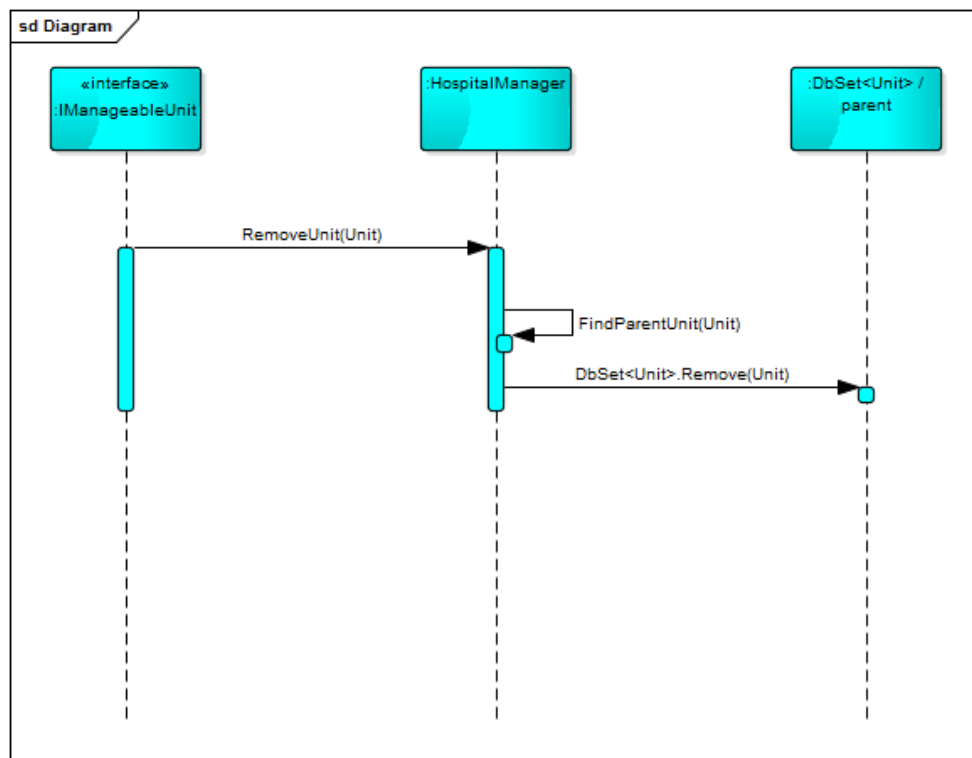 sd Diagram
«interface»
:IManageableUnit
:HospitalManager
:DbSet<Unit> /
parent
RemoveUnit(Unit)
FindParentUnit(Unit)
DbSet<Unit>.Remove(Unit)